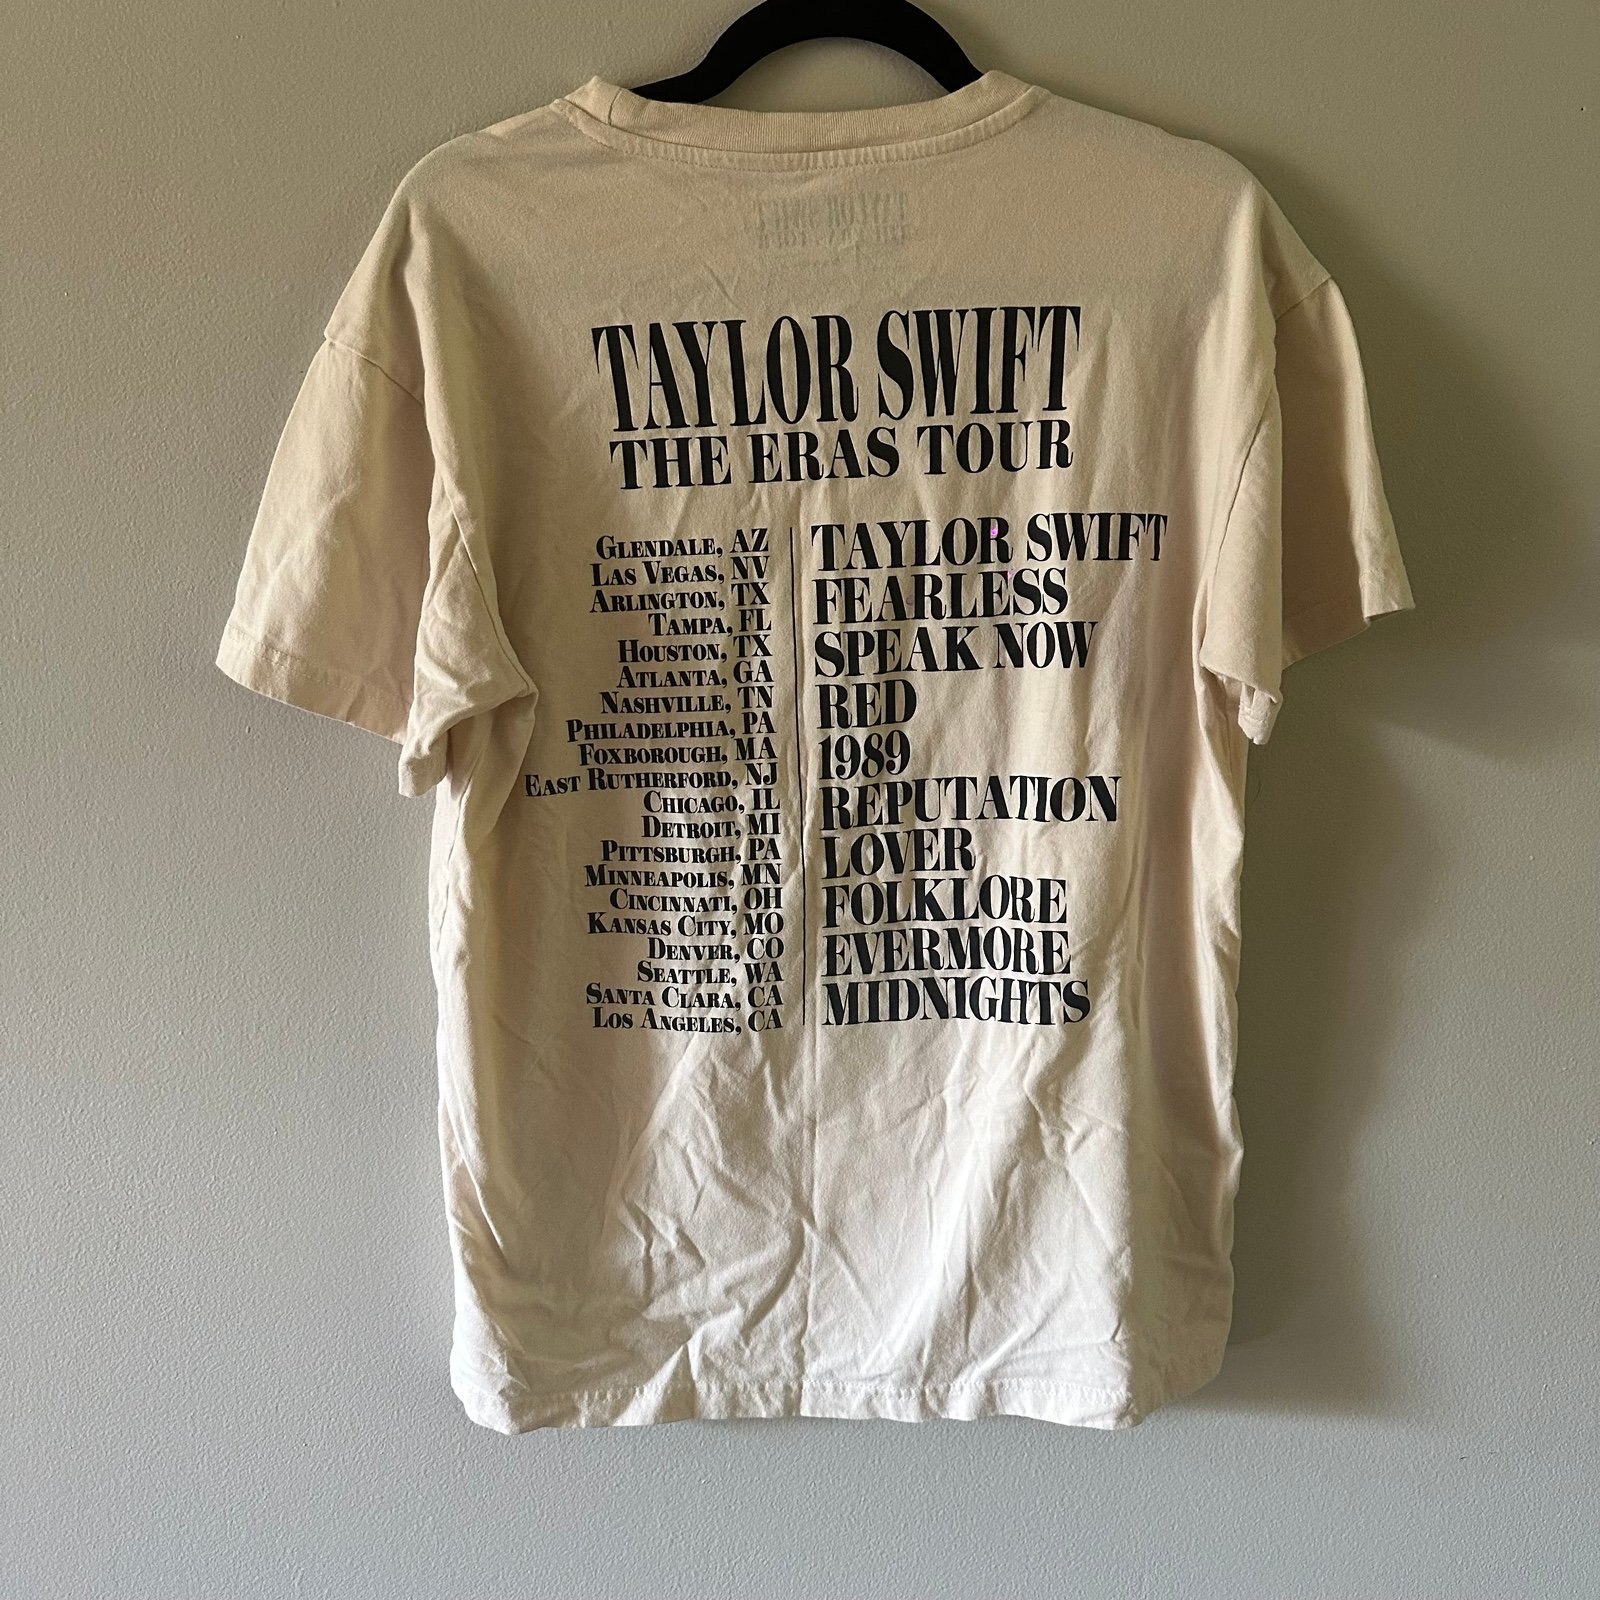 TAYLOR SWIFT
THE ERAS TOUR
GLENDALE, AZ
LAS VEGAS, NV
ARLINGTON, TX
TAMPA, FL
HOUSTON, TX
ATLANTA, GA
NASHVILLE, TN
PHILADELPHIA, PA
FOXBOROUGH, MA
EAST RUTHERFORD, NJ
CHICAGO, IL
DETROIT, MI
PITTSBURGH, PA
MINNEAPOLIS, MN
CINCINNATI, OH
KANSAS CITY, MO
DENVER, CO
SEATTLE, WA
SANTA CLARA, CA
LOS ANGELES, CA
TAYLOR SWIFT
FEARLESS
SPEAK NOW
RED
1989
REPUTATION
LOVER
FOLKLORE
EVERMORE
MIDNIGHTS